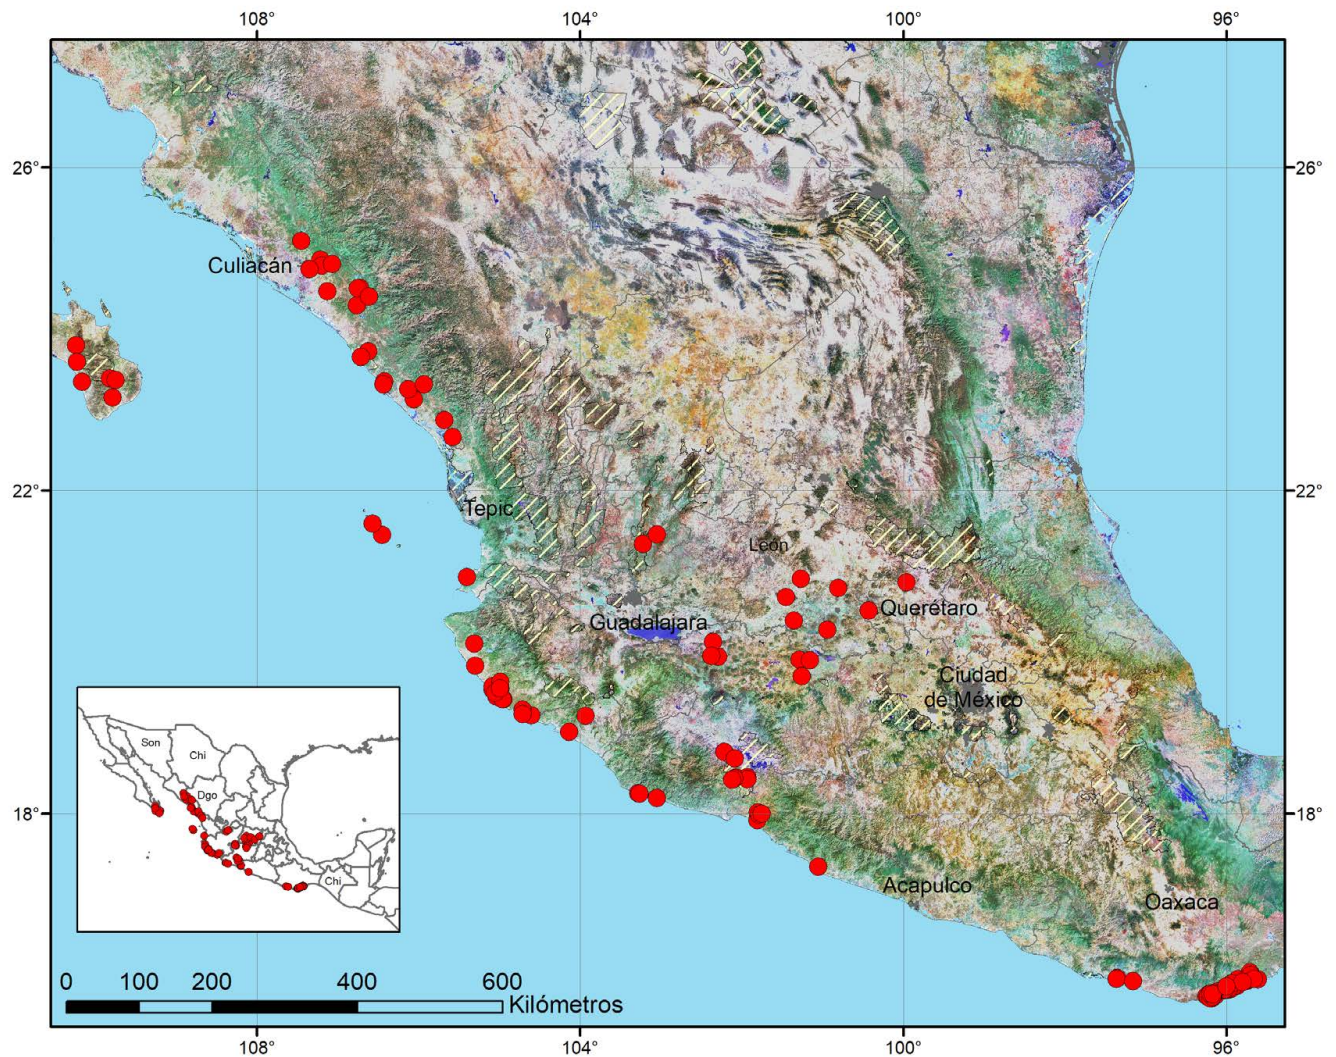 108°
104°
100°
96°
26°
26°
Culiacán
22°
22°
Tepic
León
Guadalajara
Querétaro
Ciudad
de México
18°
18°
Acapulco
Oaxaca
Son
Chi
Dgo
Chi
0
100
200
400
600
Kilómetros
108°
104°
100°
96°